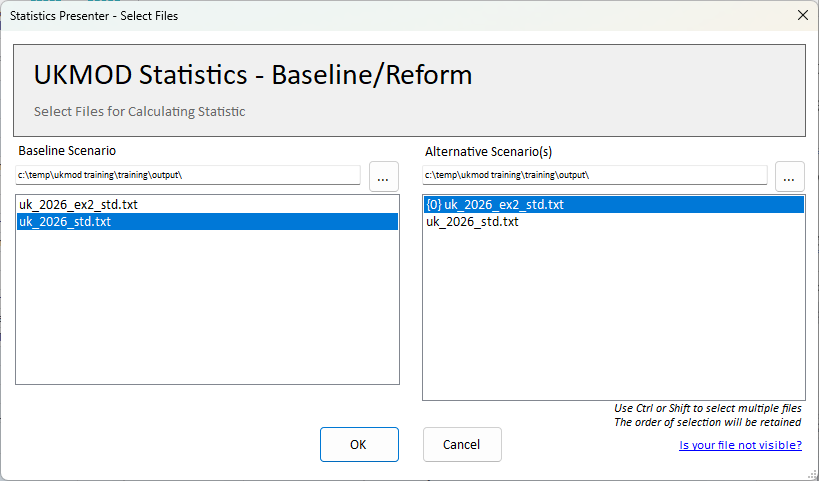 Statistics Presenter - Select Files
UKMOD Statistics - Baseline/Reform
Select Files for Calculating Statistic
Baseline Scenario
c:\temp\ukmod training\training\output\
...
uk_2026_ex2_std.txt
uk_2026_std.txt
Alternative Scenario(s)
c:\temp\ukmod training\training\output\
...
{0} uk_2026_ex2_std.txt
uk_2026_std.txt
Use Ctrl or Shift to select multiple files
The order of selection will be retained
OK
Cancel
Is your file not visible?